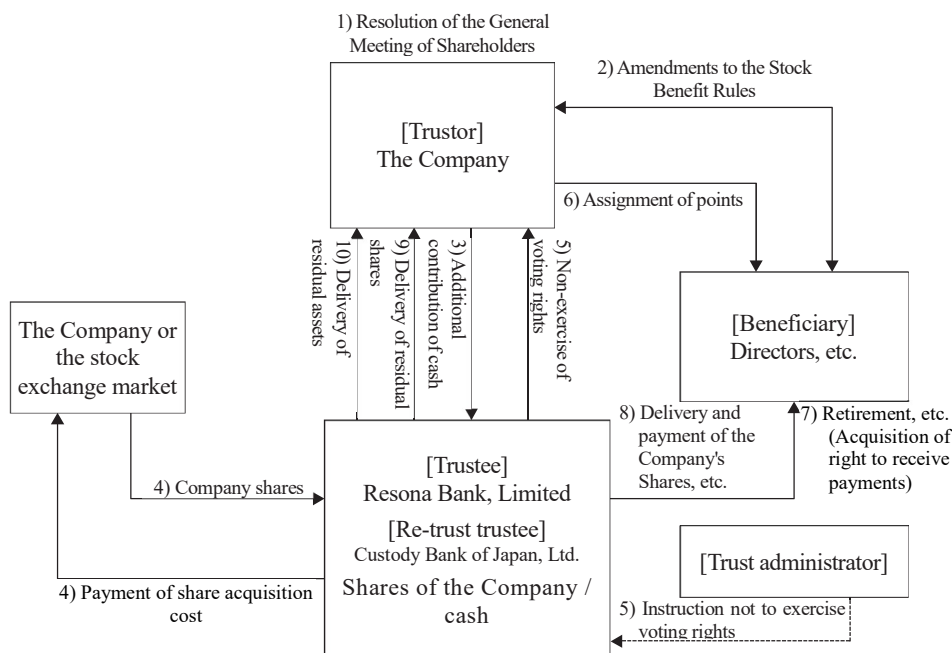 1) Resolution of the General
Meeting of Shareholders
2) Amendments to the Stock
Benefit Rules
[Trustor]
The Company
6) Assignment of points
10) Delivery of
residual assets
9) Delivery of residual
shares
3) Additional
contribution of cash
5) Non-exercise of
voting rights
The Company or
the stock
exchange market
[Beneficiary]
Directors, etc.
8) Delivery and
payment of the
Company's
Shares, etc.
7) Retirement, etc.
(Acquisition of
right to receive
payments)
4) Company shares
[Trustee]
Resona Bank, Limited
[Re-trust trustee]
Custody Bank of Japan, Ltd.
Shares of the Company /
cash
[Trust administrator]
4) Payment of share acquisition
cost
5) Instruction not to exercise
voting rights